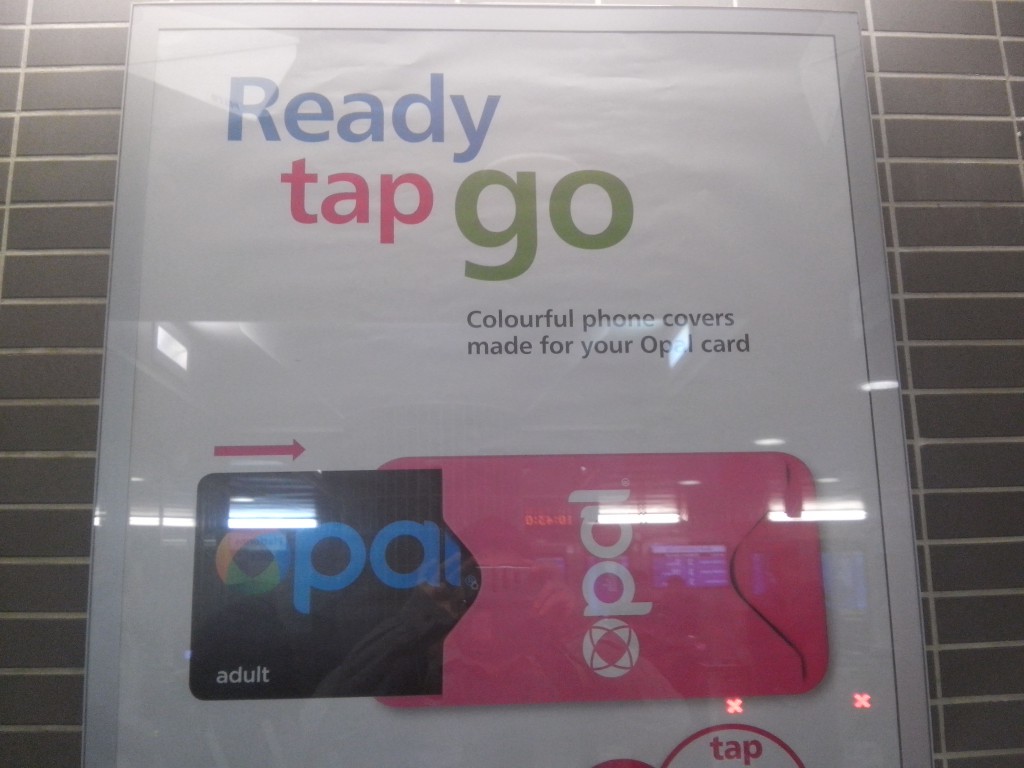 Ready
tap go
Colourful phone covers
made for your Opal card
opal
opal
adult
tap